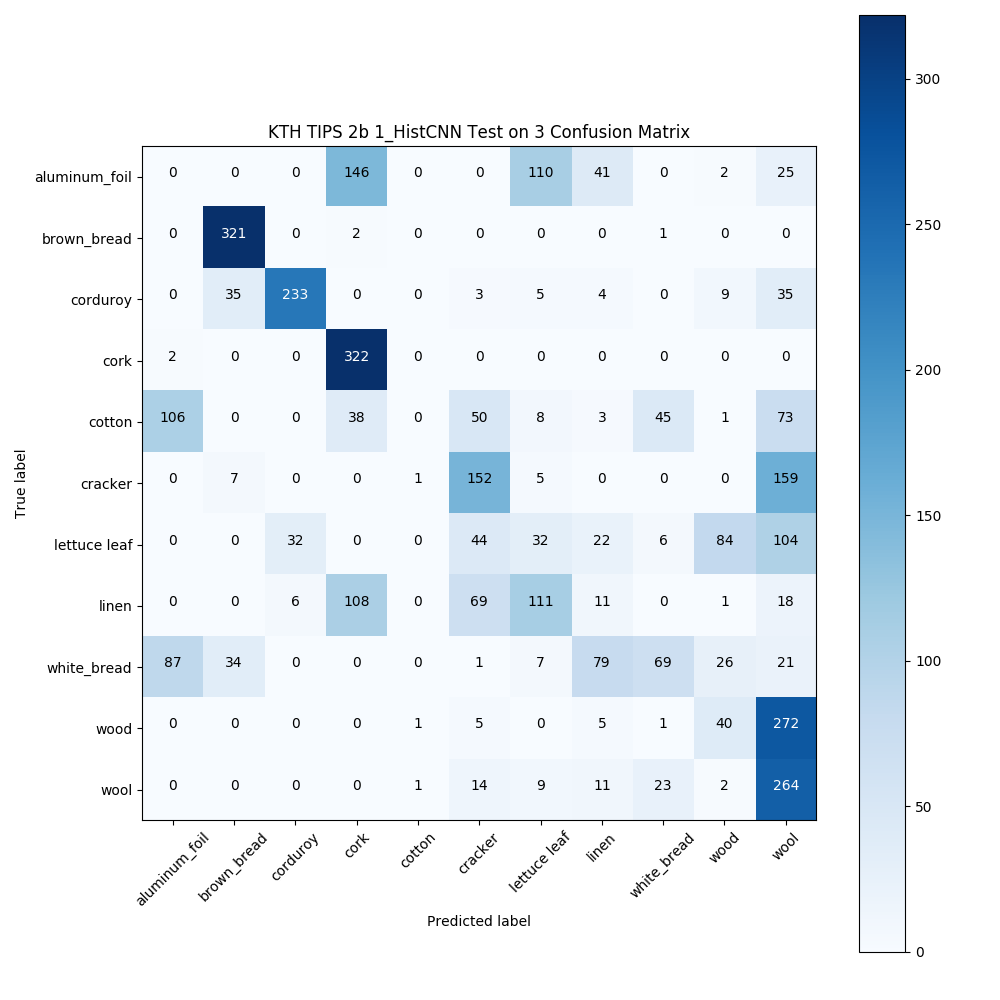 KTH TIPS 2b 1_HistCNN Test on 3 Confusion Matrix
True label
aluminum_foil 0 0 0 146 0 0 110 41 0 2 25
brown_bread 0 321 0 2 0 0 0 0 1 0 0
corduroy 0 35 233 0 0 3 5 4 0 9 35
cork 2 0 0 322 0 0 0 0 0 0 0
cotton 106 0 0 38 0 50 8 3 45 1 73
cracker 0 7 0 0 1 152 5 0 0 0 159
lettuce leaf 0 0 32 0 0 44 32 22 6 84 104
linen 0 0 6 108 0 69 111 11 0 1 18
white_bread 87 34 0 0 0 1 7 79 69 26 21
wood 0 0 0 0 1 5 0 5 1 40 272
wool 0 0 0 0 1 14 9 11 23 2 264
aluminum_foil brown_bread corduroy cork cotton cracker lettuce leaf linen white_bread wood wool
Predicted label
300
250
200
150
100
50
0